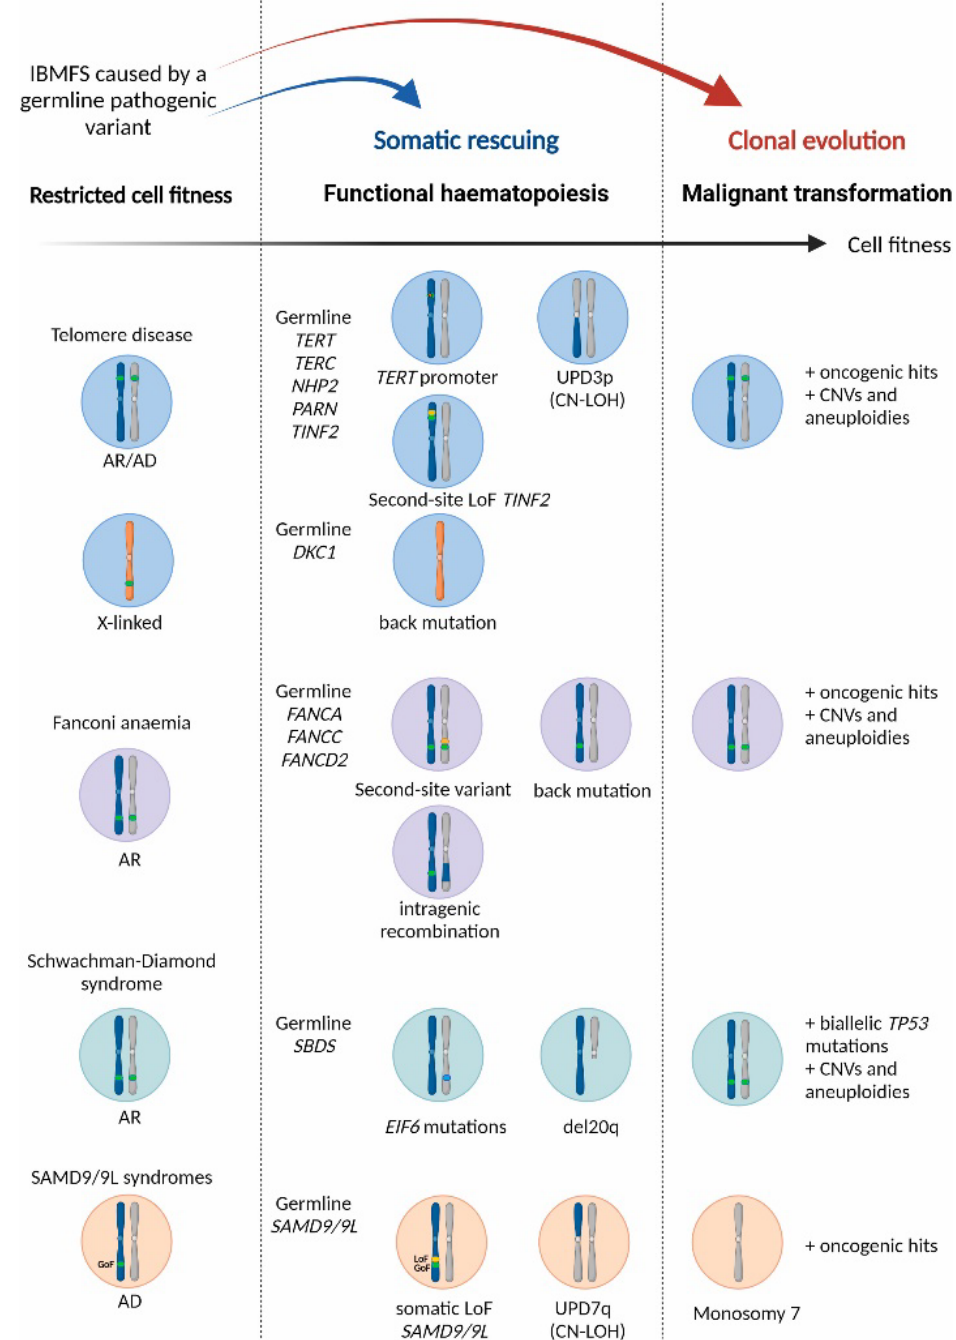 IBMFS caused by a
germline pathogenic
variant
Somatic rescuing
Clonal evolution
Restricted cell fitness
Functional haematopoiesis
Malignant transformation
Cell fitness
Telomere disease
AR/AD
Germline
TERT
TERC
NHP2
PARN
TINF2
TERT promoter
UPD3p
(CN-LOH)
Second-site LoF TINF2
+ oncogenic hits
+ CNVs and
aneuploidies
X-linked
Germline
DKC1
back mutation
Fanconi anaemia
AR
Germline
FANCA
FANCC
FANCD2
Second-site variant
back mutation
intragenic
recombination
+ oncogenic hits
+ CNVs and
aneuploidies
Schwachman-Diamond
syndrome
AR
Germline
SBDS
EIF6 mutations
del20q
+ biallelic TP53
mutations
+ CNVs and
aneuploidies
SAMD9/9L syndromes
GoF
AD
Germline
SAMD9/9L
LoF
GoF
somatic LoF
SAMD9/9L
UPD7q
(CN-LOH)
Monosomy 7
+ oncogenic hits